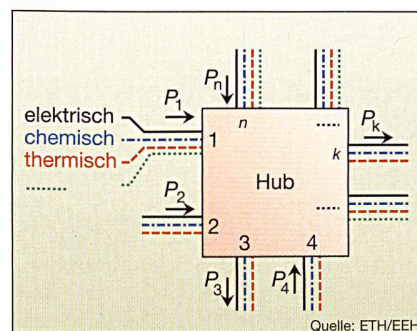 Pn
P1
n
.....
Pk
elektrisch
chemisch
1
k
thermisch
Hub
......
P2
.....
2
3
4
P3
P4
Quelle: ETH/EEH